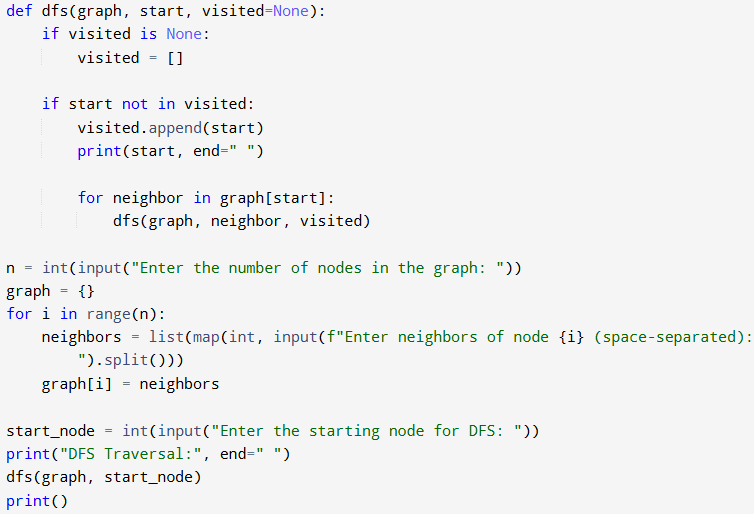 def dfs(graph, start, visited=None):
    if visited is None:
        visited = []

    if start not in visited:
        visited.append(start)
        print(start, end=" ")

        for neighbor in graph[start]:
            dfs(graph, neighbor, visited)

n = int(input("Enter the number of nodes in the graph: "))
graph = {}
for i in range(n):
    neighbors = list(map(int, input(f"Enter neighbors of node {i} (space-separated):
        ").split()))
    graph[i] = neighbors

start_node = int(input("Enter the starting node for DFS: "))
print("DFS Traversal:", end=" ")
dfs(graph, start_node)
print()